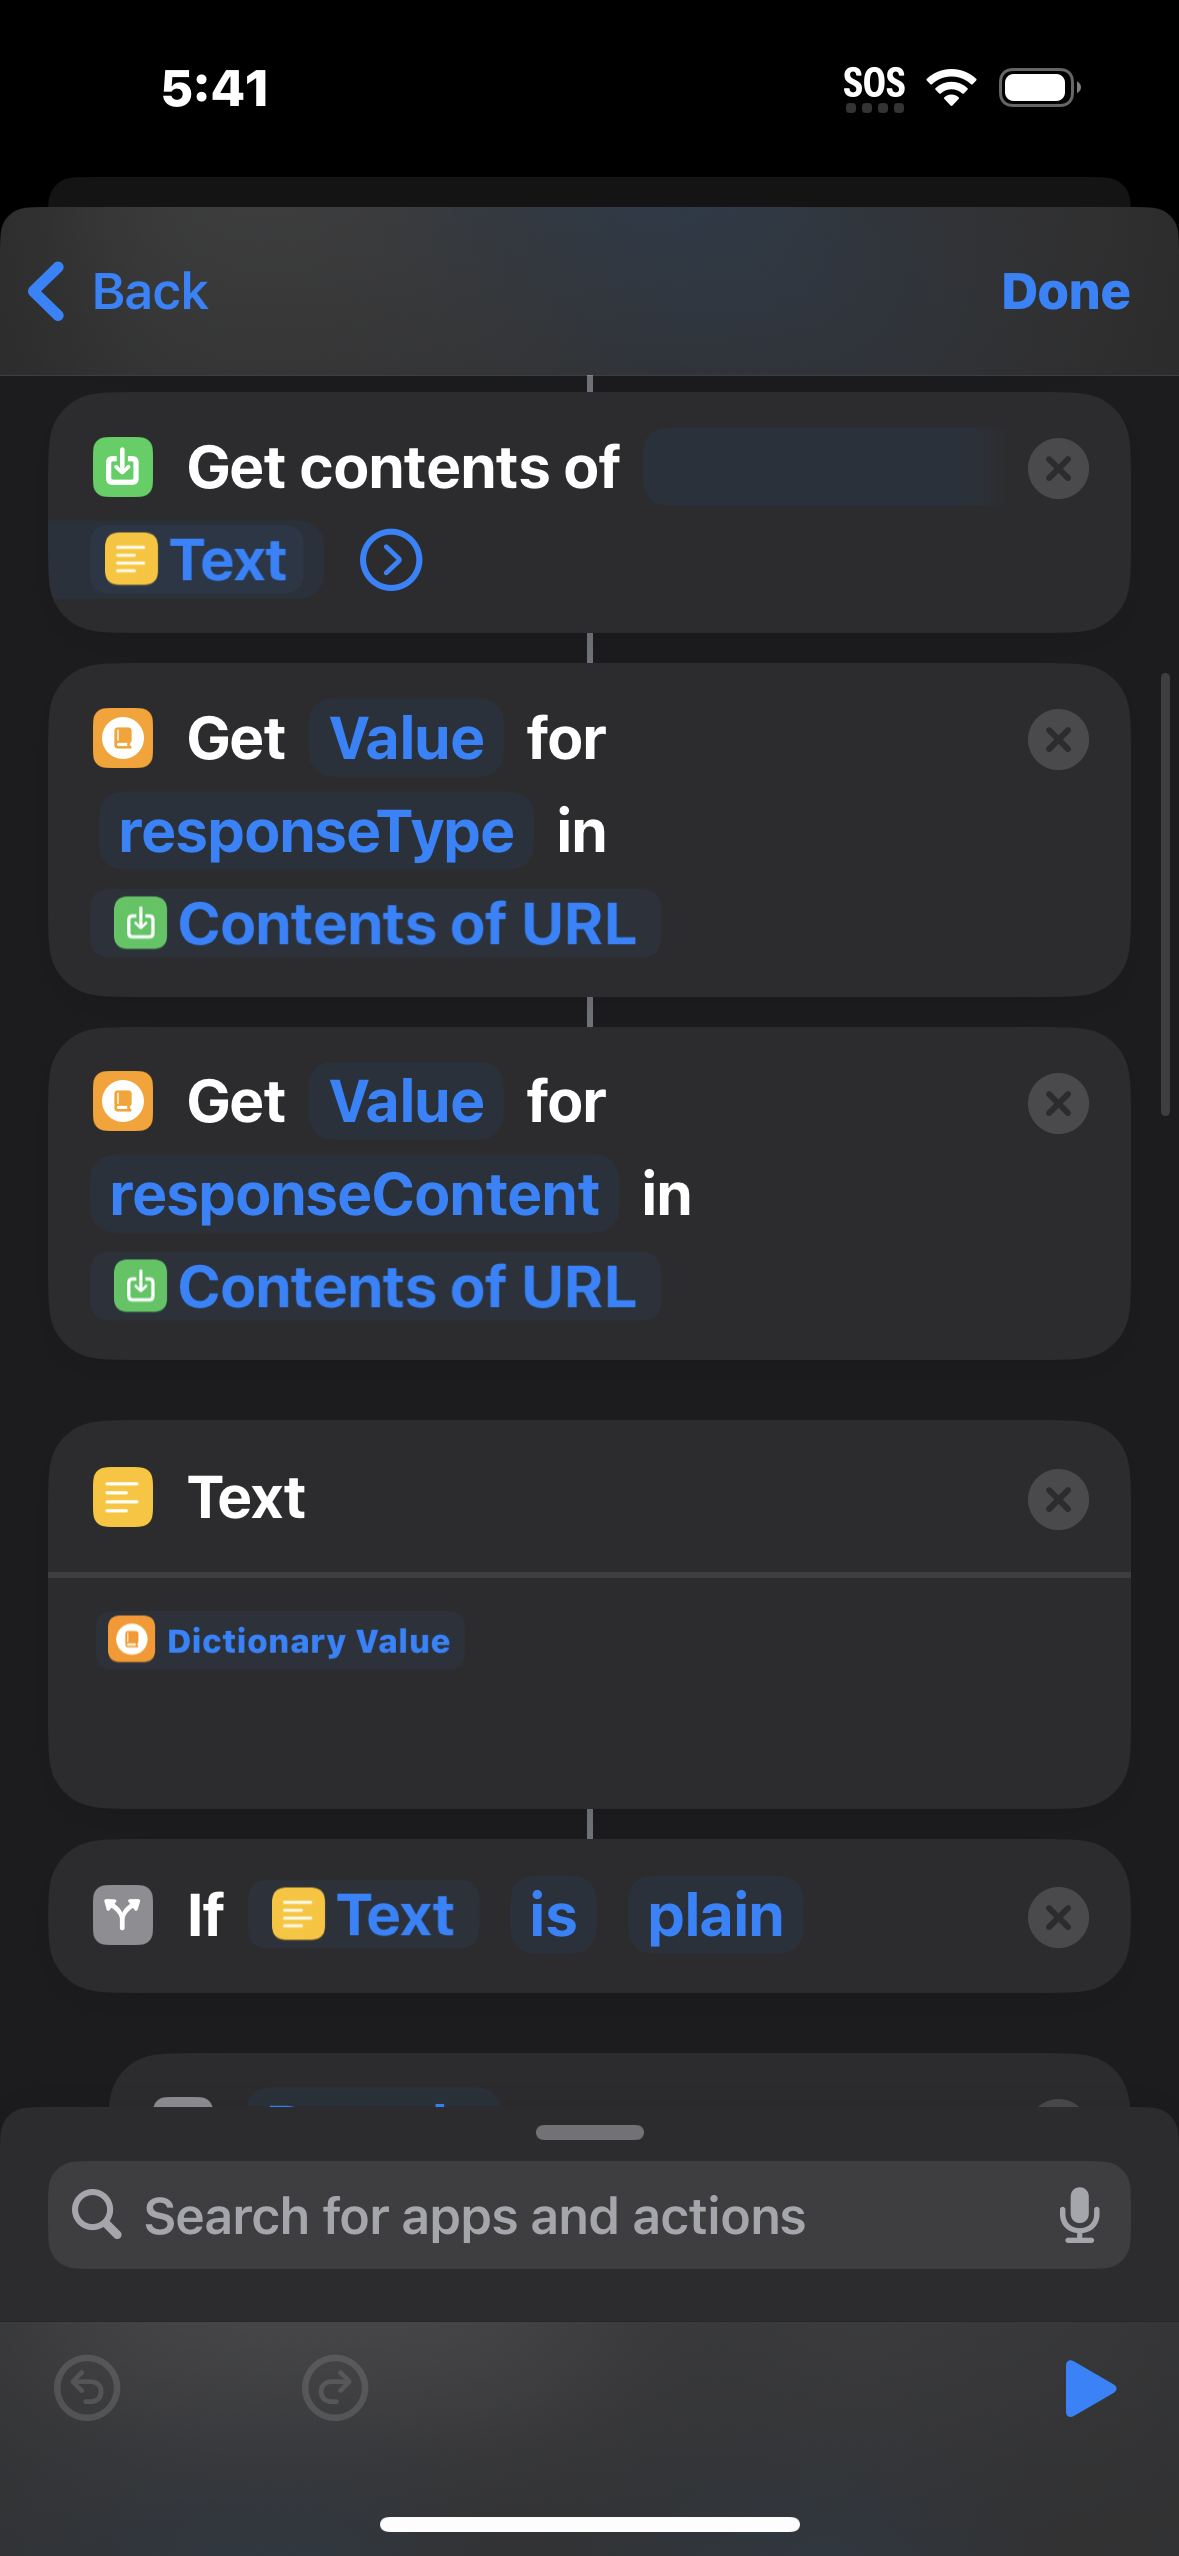 5:41
SOS
Back
Done
Get contents of
Text
Get Value for
responseType in
Contents of URL
Get Value for
responseContent in
Contents of URL
Text
Dictionary Value
If Text is plain
Search for apps and actions